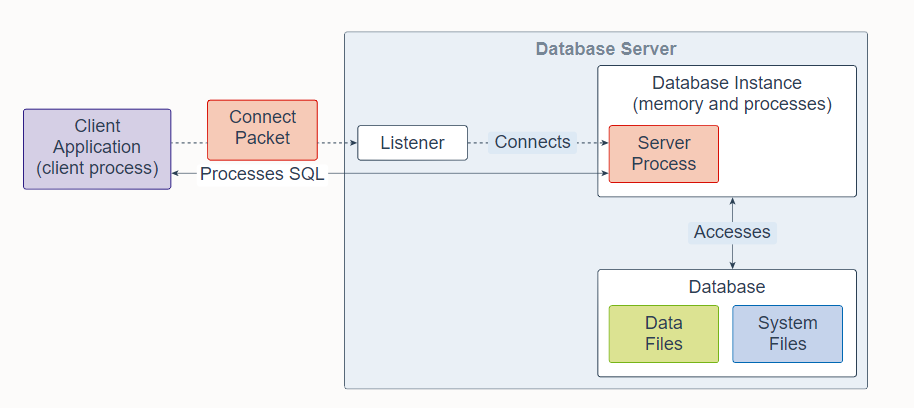 Database Server
Database Instance
(memory and processes)
Client
Application
(client process)
Connect
Packet
Listener
Connects
Server
Process
Processes SQL
Accesses
Database
Data
Files
System
Files